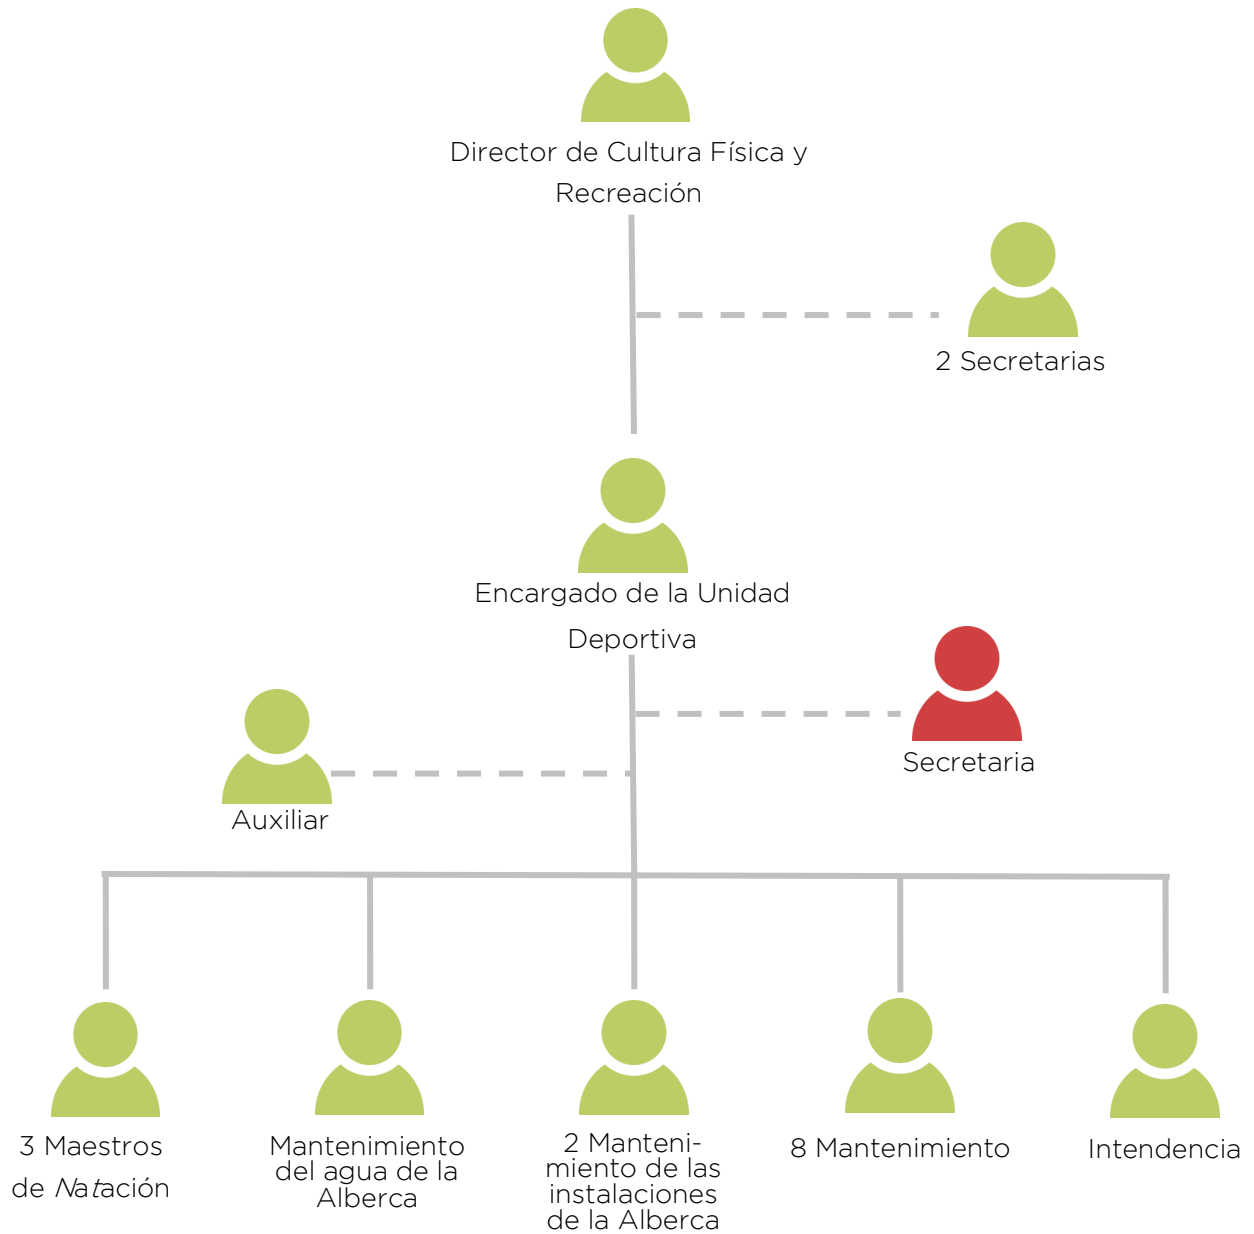 Director de Cultura Física y
Recreación
2 Secretarias
Encargado de la Unidad
Deportiva
Secretaria
Auxiliar
3 Maestros
de Natación
Mantenimiento
del agua de la
Alberca
2 Manteni-
miento de las
instalaciones
de la Alberca
8 Mantenimiento
Intendencia